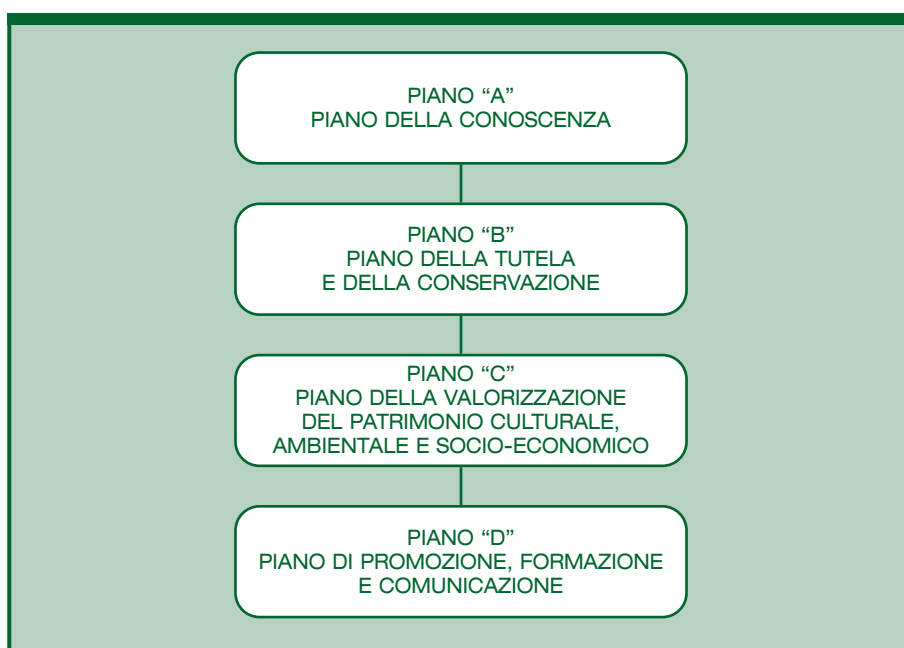 PIANO “A”
PIANO DELLA CONOSCENZA
PIANO “B”
PIANO DELLA TUTELA
E DELLA CONSERVAZIONE
PIANO “C”
PIANO DELLA VALORIZZAZIONE
DEL PATRIMONIO CULTURALE,
AMBIENTALE E SOCIO-ECONOMICO
PIANO “D”
PIANO DI PROMOZIONE, FORMAZIONE
E COMUNICAZIONE